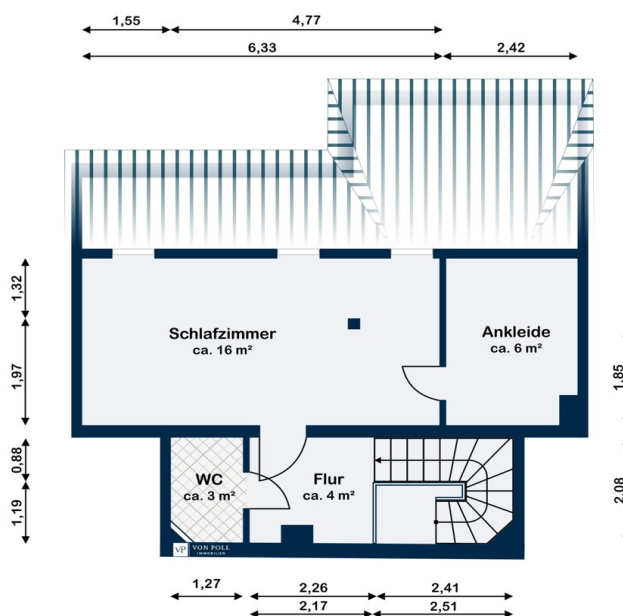 1,55
4,77
6,33
2,42
1,32
1,97
0,88
1,19
Schlafzimmer
ca. 16 m²
Ankleide
ca. 6 m²
1,85
2,08
WC
ca. 3 m²
Flur
ca. 4 m²
VP VON POLL
IMMOBILIEN
1,27
2,26
2,41
2,17
2,51